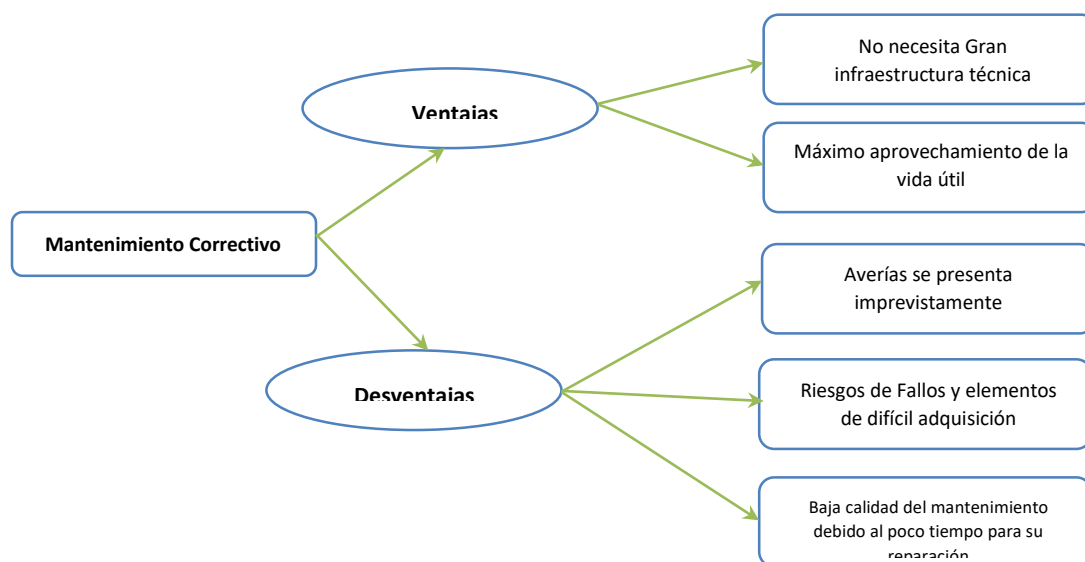 No necesita Gran
infraestructura técnica
Ventajas
Máximo aprovechamiento de la
vida útil
Mantenimiento Correctivo
Averías se presenta
imprevistamente
Desventajas
Riesgos de Fallos y elementos
de difícil adquisición
Baja calidad del mantenimiento
debido al poco tiempo para su
reparación